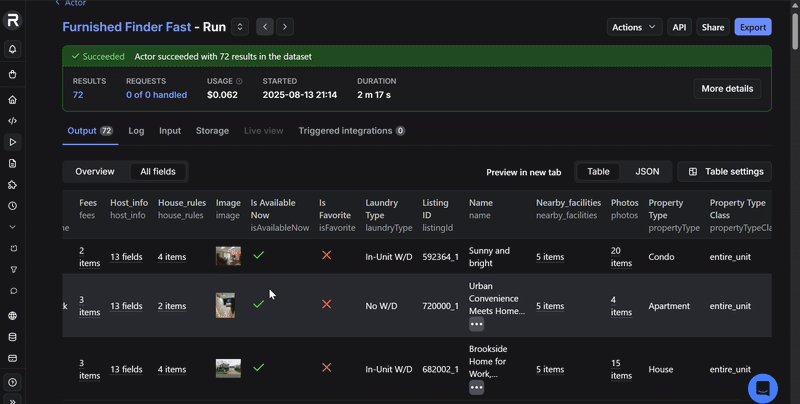 Actor
Furnished Finder Fast - Run
Actions
API
Share
Export
Succeeded Actor succeeded with 72 results in the dataset
RESULTS REQUESTS USAGE STARTED DURATION
72 0 of 0 handled $0.062 2025-08-13 21:14 2 m 17 s
More details
Output 72 Log Input Storage Live view Triggered integrations 0
Overview All fields Preview in new tab Table JSON Table settings
Fees Host_info House_rules Image Is Available Now Is Favorite Laundry Type Listing ID Name Nearby_facilities Photos Property Type Property Type Class
ne fees host_info house_rules image isAvailableNow isFavorite laundryType listingId name nearby_facilities photos propertyType propertyTypeCla
2 items 13 fields 4 items In-Unit W/D 592364_1 Sunny and bright 5 items 20 items Condo entire_unit
k 3 items 13 fields 2 items No W/D 720000_1 Urban Convenience Meets Home... 5 items 4 items Apartment entire_unit
3 items 13 fields 4 items In-Unit W/D 682002_1 Brookside Home for Work,... 5 items 15 items House entire_unit